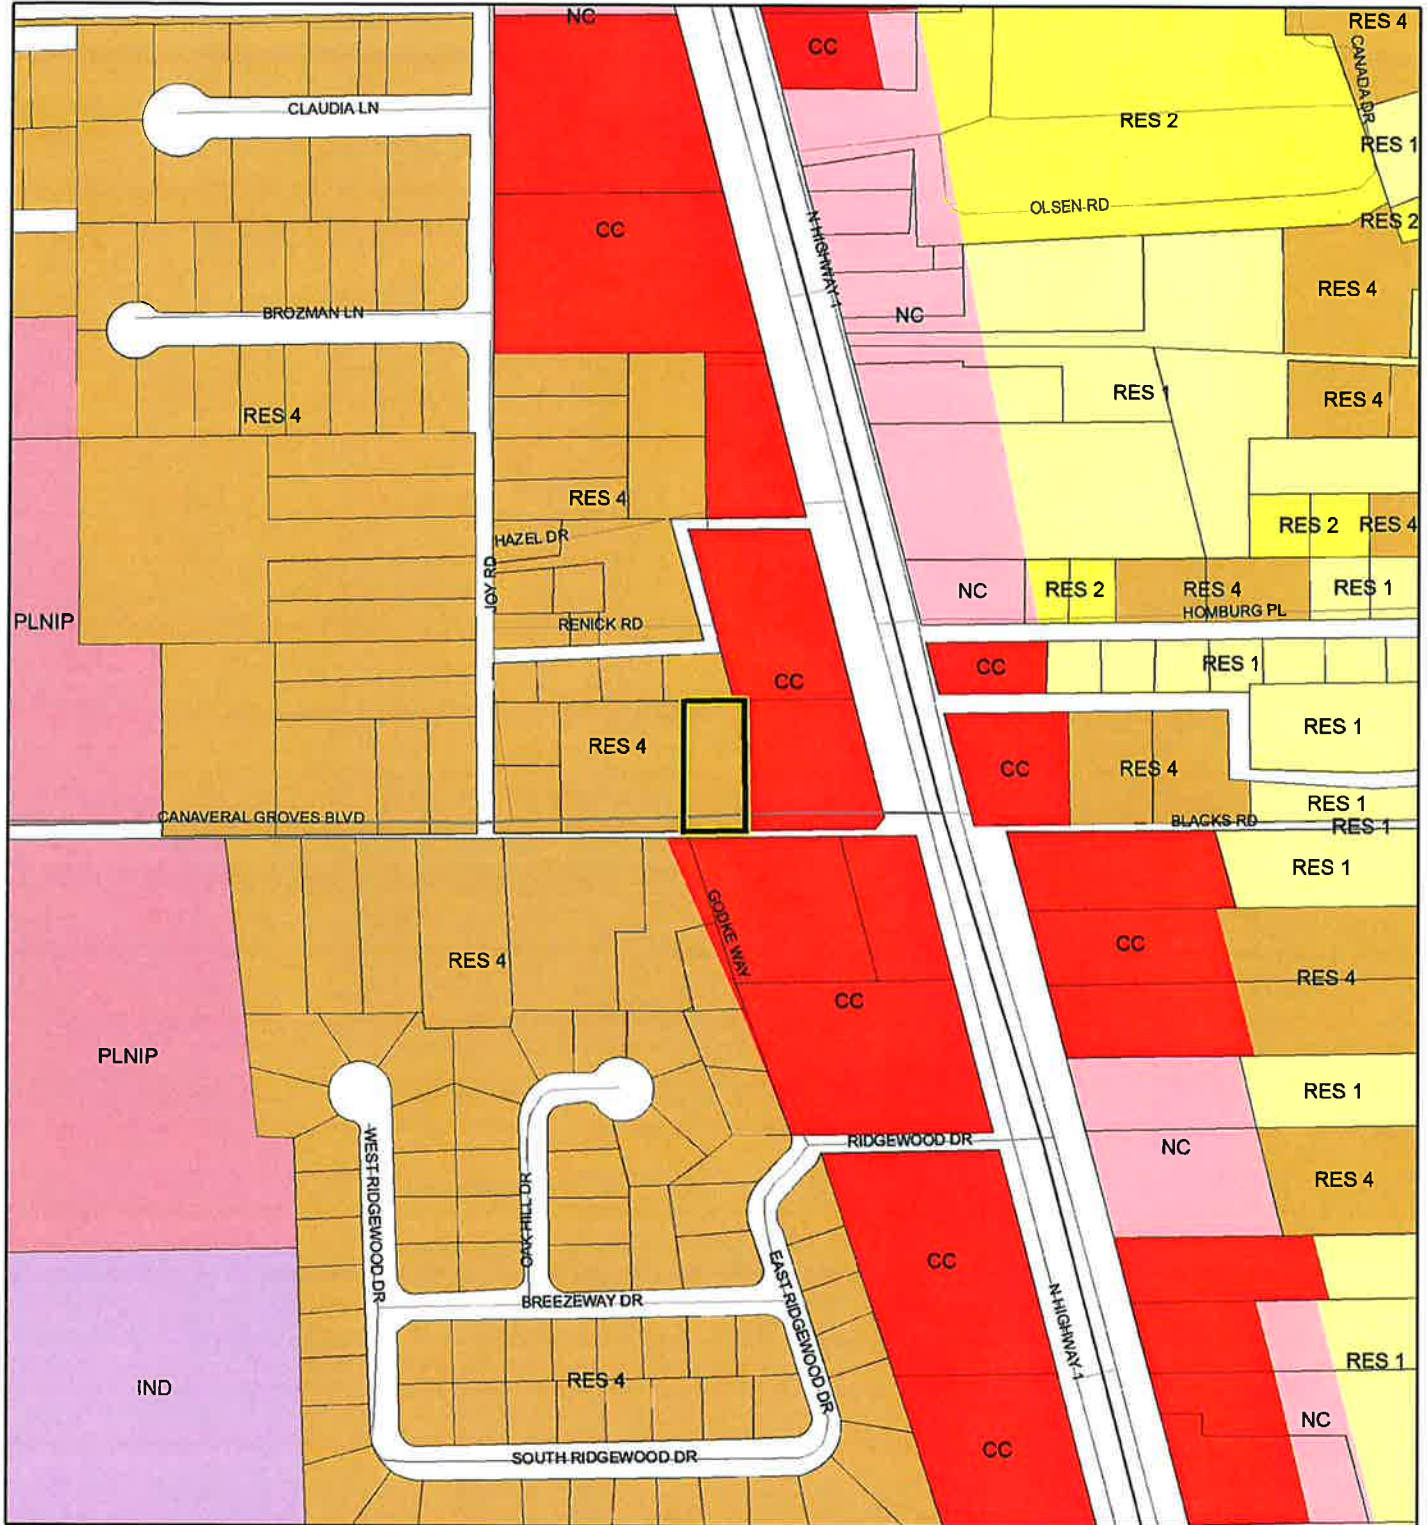 NC
RES 4
CC
CANADA DR
CLAUDIA LN
RES 2
RES 1
OLSEN RD
RES 2
CC
N HIGHWAY 1
RES 4
BROZMAN LN
NC
RES 4
RES 1
RES 4
RES 4
HAZEL DR
RES 2
RES 4
JOY RD
NC
RES 2
RES 4
RES 1
HOMBURG PL
PLNIP
RENICK RD
CC
CC
RES 1
RES 4
RES 1
CC
RES 4
CANAVERAL GROVES BLVD
RES 1
BLACKS RD
RES 1
RES 1
GODKE WAY
RES 4
CC
RES 4
CC
PLNIP
RES 1
WEST RIDGEWOOD DR
RIDGEWOOD DR
NC
OAK HILL DR
RES 4
EAST RIDGEWOOD DR
CC
BREEZEWAY DR
N HIGHWAY 1
RES 4
RES 1
IND
NC
SOUTH RIDGEWOOD DR
CC